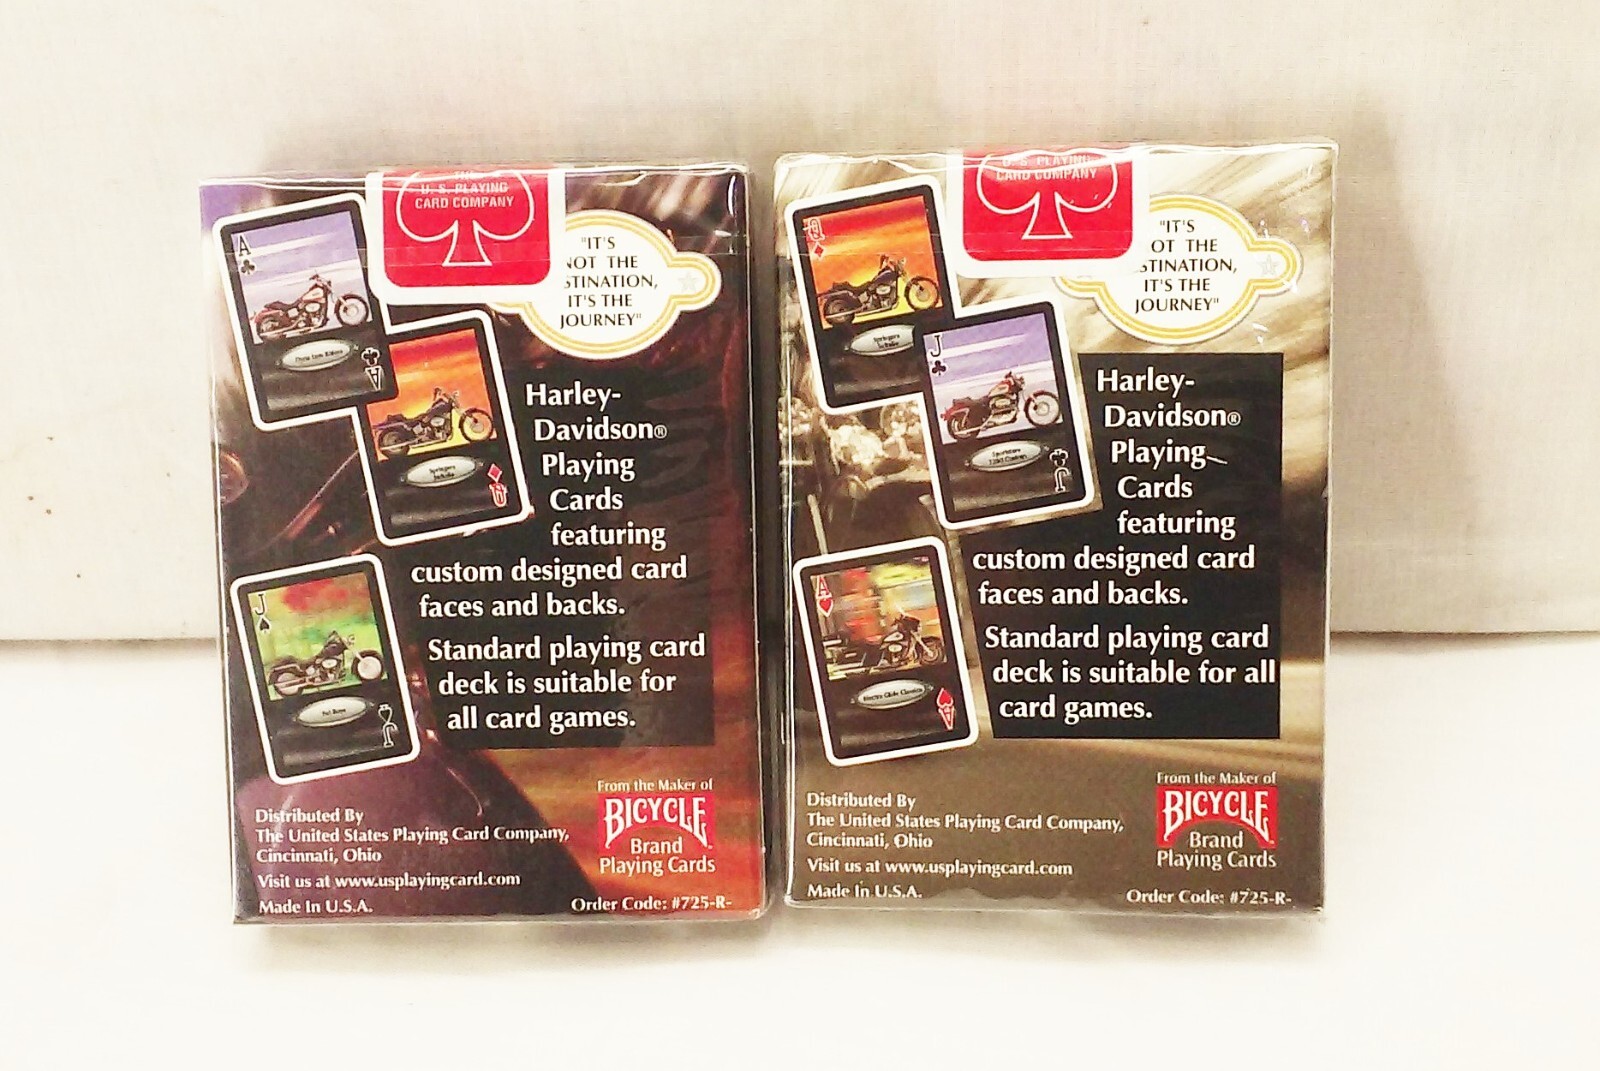 U. S. PLAYING
CARD COMPANY
"IT'S
NOT THE
STINATION,
IT'S THE
JOURNEY"
A
A
J
J
Harley-
Davidson®
Playing
Cards
featuring
custom designed card
faces and backs.
Standard playing card
deck is suitable for
all card games.
Distributed By
The United States Playing Card Company,
Cincinnati, Ohio
Visit us at www.usplayingcard.com
Made In U.S.A.
From the Maker of
BICYCLE
Brand
Playing Cards
Order Code: #725-R-
U. S. PLAYING
CARD COMPANY
"IT'S
OT THE
STINATION,
IT'S THE
JOURNEY"
Q
J
Sportsters
J
A
Electra Glide Classics
A
Harley-
Davidson®
Playing
Cards
featuring
custom designed card
faces and backs.
Standard playing card
deck is suitable for all
card games.
Distributed By
The United States Playing Card Company,
Cincinnati, Ohio
Visit us at www.usplayingcard.com
Made In U.S.A.
From the Maker of
BICYCLE
Brand
Playing Cards
Order Code: #725-R-